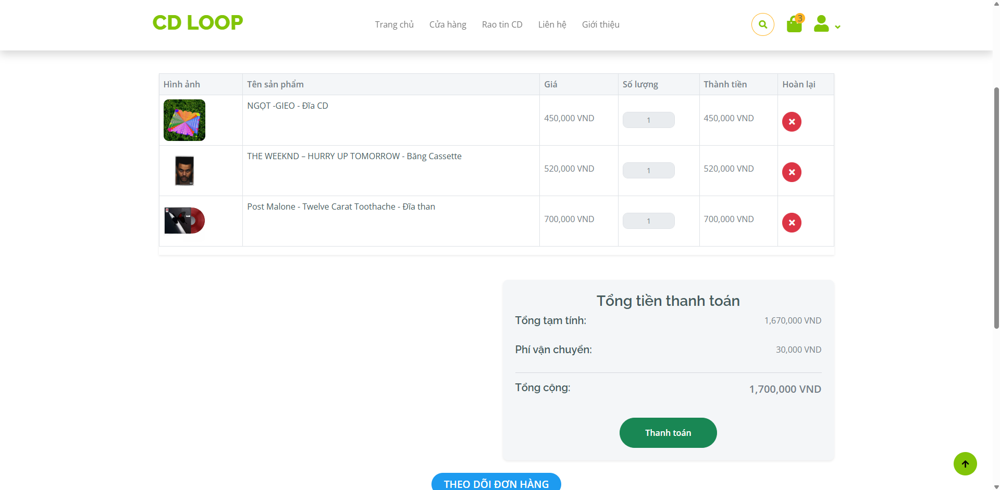 CD LOOP
Trang chủ Cửa hàng Rao tin CD Liên hệ Giới thiệu
3
Hình ảnh Tên sản phẩm Giá Số lượng Thành tiền Hoàn lại
NGỌT -GIEO - Đĩa CD
450,000 VND 1 450,000 VND
THE WEEKND – HURRY UP TOMORROW - Băng Cassette
520,000 VND 1 520,000 VND
Post Malone - Twelve Carat Toothache - Đĩa than
700,000 VND 1 700,000 VND
Tổng tiền thanh toán
Tổng tạm tính: 1,670,000 VND
Phí vận chuyển: 30,000 VND
Tổng cộng: 1,700,000 VND
Thanh toán
THEO DÕI ĐƠN HÀNG